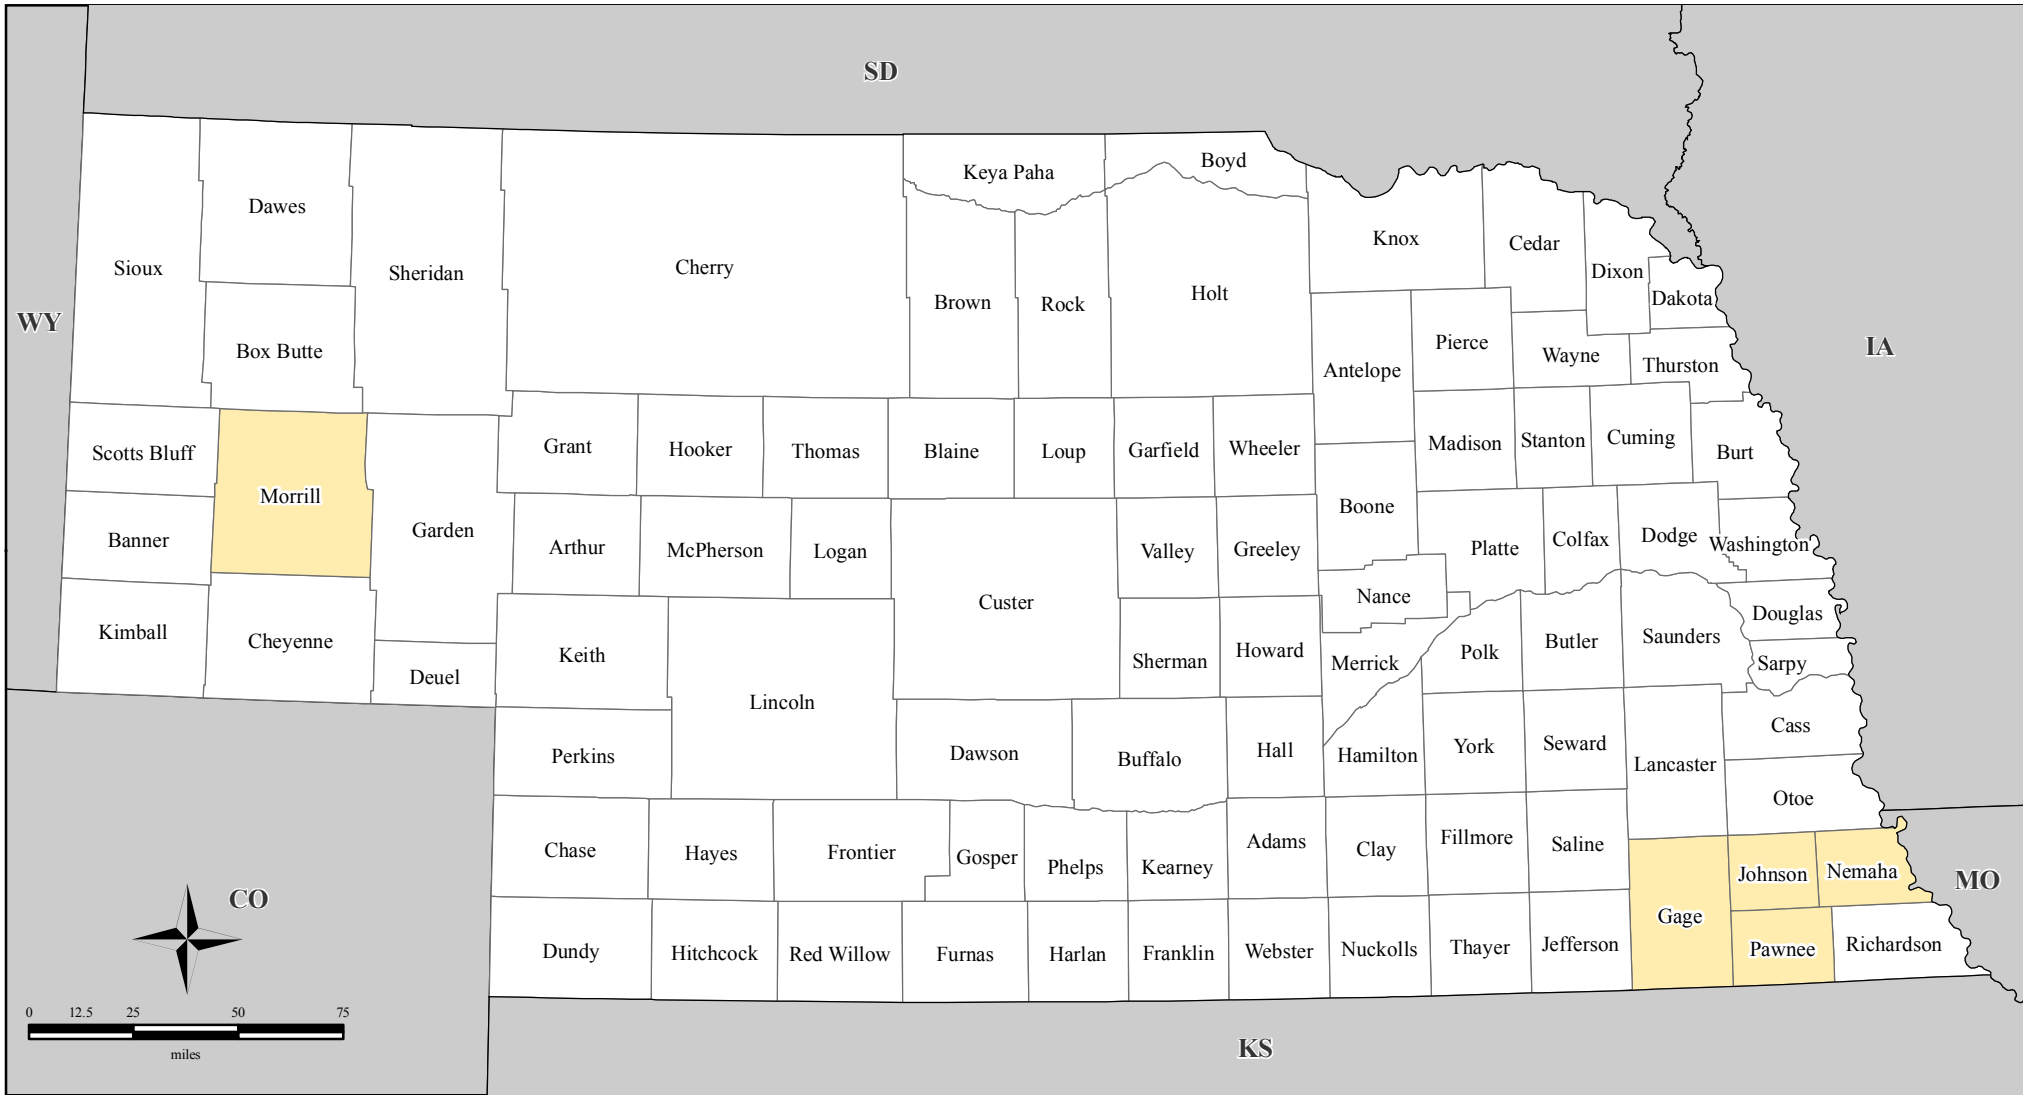 SD
Boyd
Keya Paha
Dawes
Knox
Cedar
Sioux
Sheridan
Cherry
Dixon
Holt
Dakota
Brown
Rock
WY
Box Butte
Pierce
Wayne
IA
Antelope
Thurston
Scotts Bluff
Grant
Hooker
Thomas
Blaine
Loup
Garfield
Wheeler
Madison
Stanton
Cuming
Burt
Morrill
Boone
Garden
Banner
Arthur
McPherson
Logan
Valley
Greeley
Platte
Colfax
Dodge
Washington
Custer
Nance
Douglas
Kimball
Cheyenne
Keith
Sherman
Howard
Merrick
Polk
Butler
Saunders
Sarpy
Deuel
Lincoln
Cass
Perkins
Dawson
Buffalo
Hall
Hamilton
York
Seward
Lancaster
Otoe
Chase
Hayes
Frontier
Gosper
Phelps
Kearney
Adams
Clay
Fillmore
Saline
Johnson
Nemaha
MO
CO
Gage
Dundy
Hitchcock
Red Willow
Furnas
Harlan
Franklin
Webster
Nuckolls
Thayer
Jefferson
Pawnee
Richardson
0 12.5 25 50 75
miles
KS